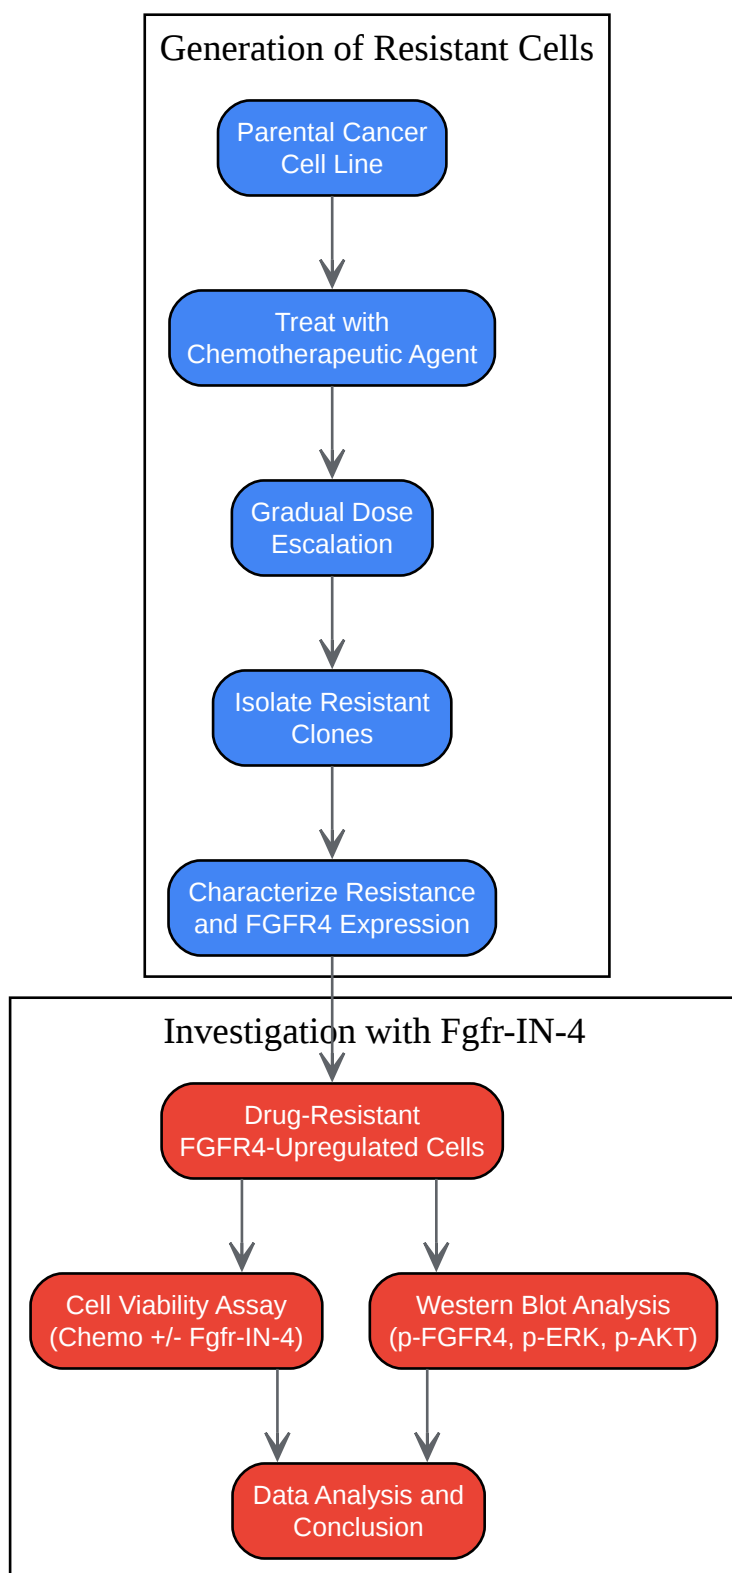 Generation of Resistant Cells
Parental Cancer
Cell Line
Treat with
Chemotherapeutic Agent
Gradual Dose
Escalation
Isolate Resistant
Clones
Characterize Resistance
and FGFR4 Expression
Investigation with Fgfr-IN-4
Drug-Resistant
FGFR4-Upregulated Cells
Cell Viability Assay
(Chemo +/- Fgfr-IN-4)
Western Blot Analysis
(p-FGFR4, p-ERK, p-AKT)
Data Analysis and
Conclusion